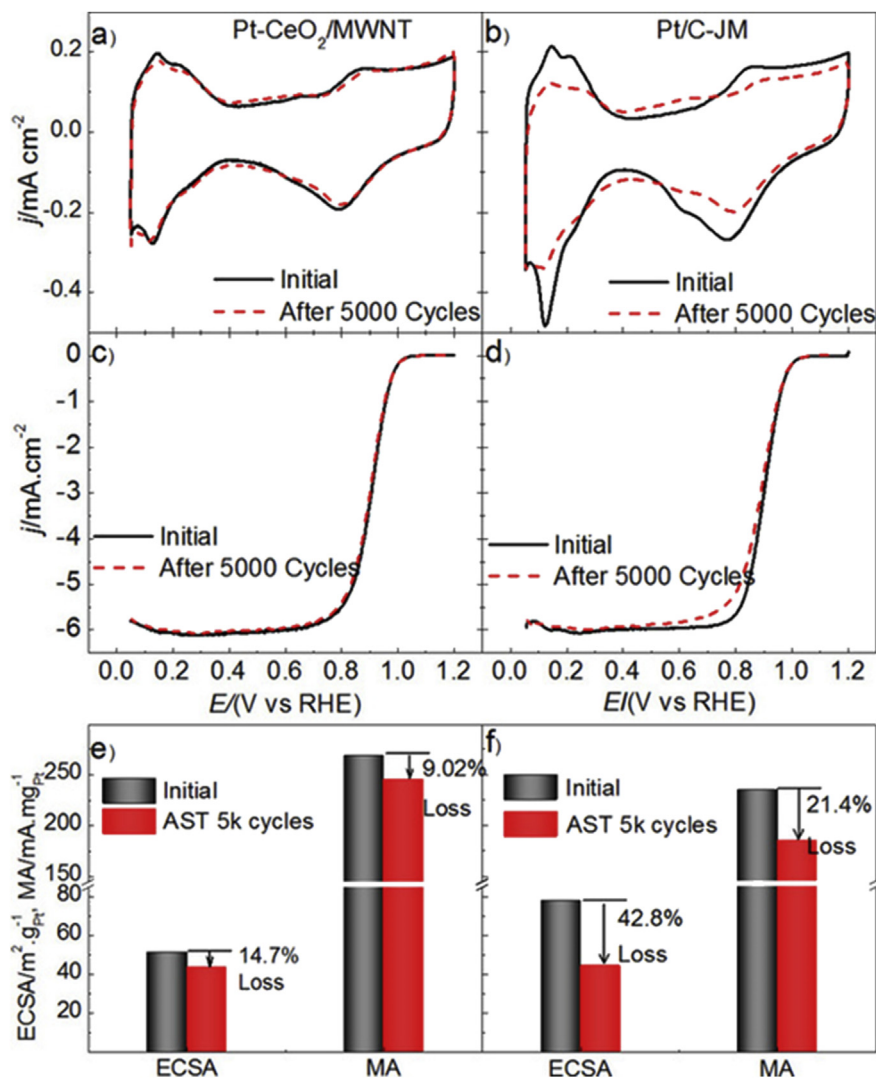 a) Pt-CeO2/MWNT
b) Pt/C-JM
0.2
0.0
-0.2
-0.4
j/mA cm-2
Initial
After 5000 Cycles
Initial
After 5000 Cycles
c)
d)
0
-1
-2
-3
-4
-5
-6
j/mA.cm-2
Initial
After 5000 Cycles
Initial
After 5000 Cycles
0.0 0.2 0.4 0.6 0.8 1.0 1.2
0.0 0.2 0.4 0.6 0.8 1.0 1.2
E/(V vs RHE)
EI(V vs RHE)
e)
f)
250
200
150
80
60
40
20
ECSA/m2.gPt-1, MA/mA.mgPt-1
Initial
AST 5k cycles
9.02%
Loss
14.7%
Loss
Initial
AST 5k cycles
21.4%
Loss
42.8%
Loss
ECSA MA
ECSA MA